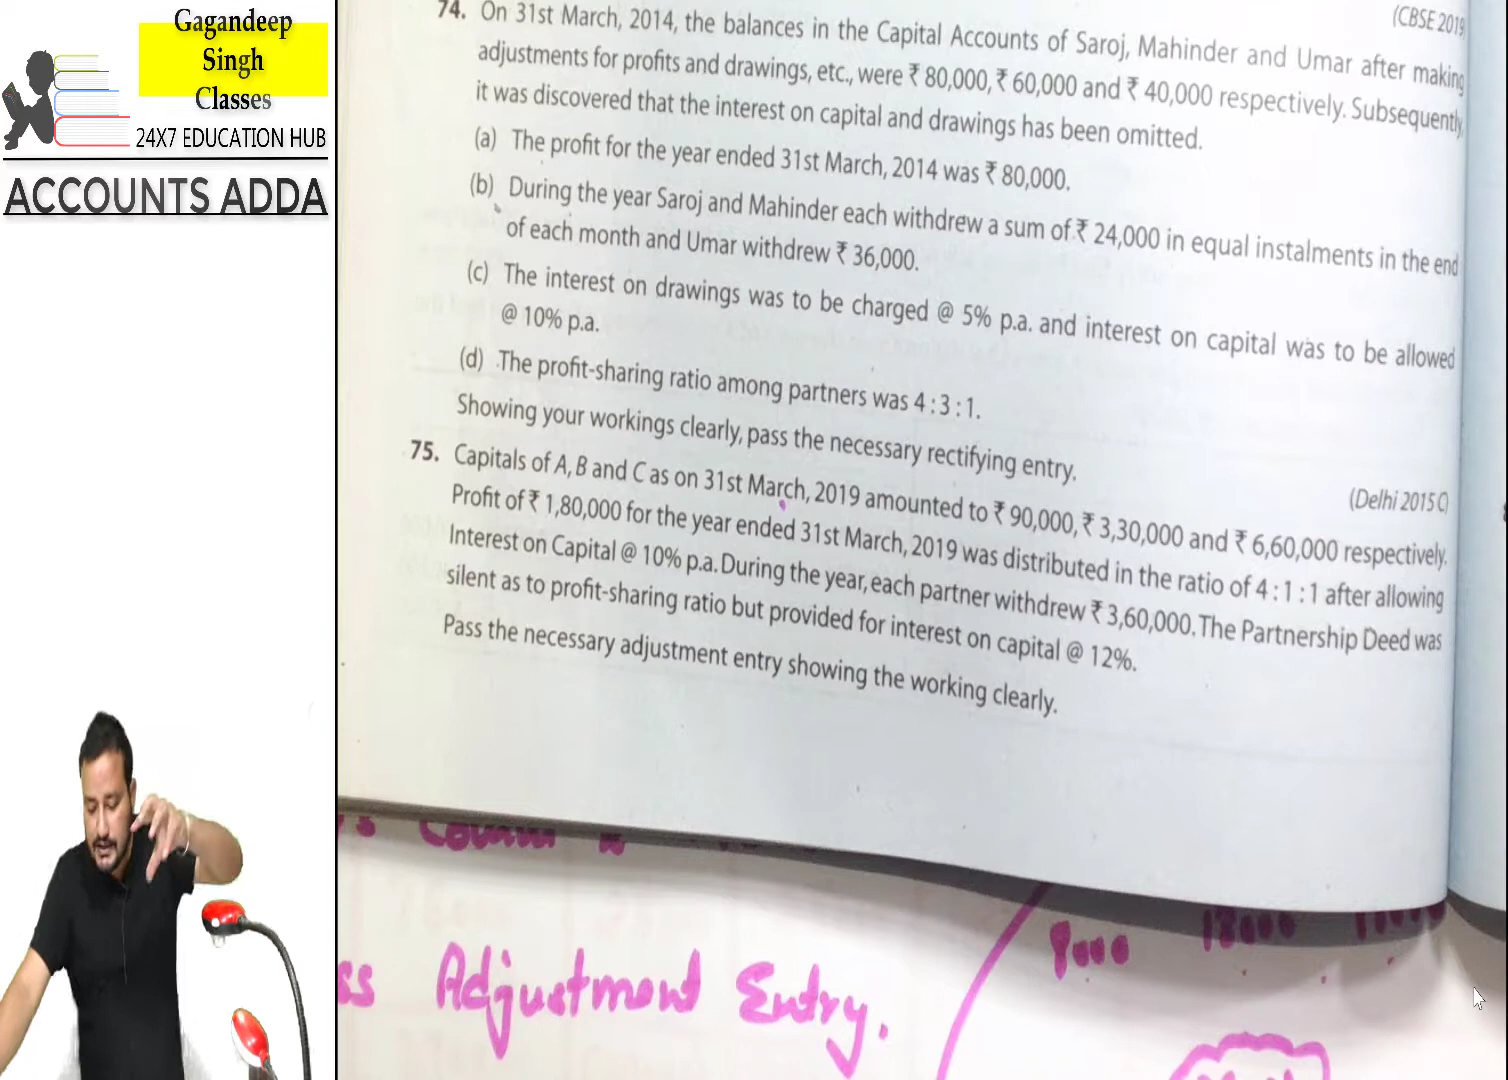 Gagandeep
Singh
Classes
24X7 EDUCATION HUB
ACCOUNTS ADDA
(CBSE 2019
74. On 31st March, 2014, the balances in the Capital Accounts of Saroj, Mahinder and Umar after making
adjustments for profits and drawings, etc., were ₹ 80,000, ₹ 60,000 and ₹ 40,000 respectively. Subsequently,
it was discovered that the interest on capital and drawings has been omitted.
(a) The profit for the year ended 31st March, 2014 was ₹ 80,000.
(b) During the year Saroj and Mahinder each withdrew a sum of ₹ 24,000 in equal instalments in the end
of each month and Umar withdrew ₹ 36,000.
(c) The interest on drawings was to be charged @ 5% p.a. and interest on capital was to be allowed
@ 10% p.a.
(d) The profit-sharing ratio among partners was 4 : 3 : 1.
Showing your workings clearly, pass the necessary rectifying entry.
(Delhi 2015 C)
75. Capitals of A, B and C as on 31st March, 2019 amounted to ₹ 90,000, ₹ 3,30,000 and ₹ 6,60,000 respectively.
Profit of ₹ 1,80,000 for the year ended 31st March, 2019 was distributed in the ratio of 4 : 1 : 1 after allowing
Interest on Capital @ 10% p.a. During the year, each partner withdrew ₹ 3,60,000. The Partnership Deed was
silent as to profit-sharing ratio but provided for interest on capital @ 12%.
Pass the necessary adjustment entry showing the working clearly.
9000 18000
ss Adjustment Entry.